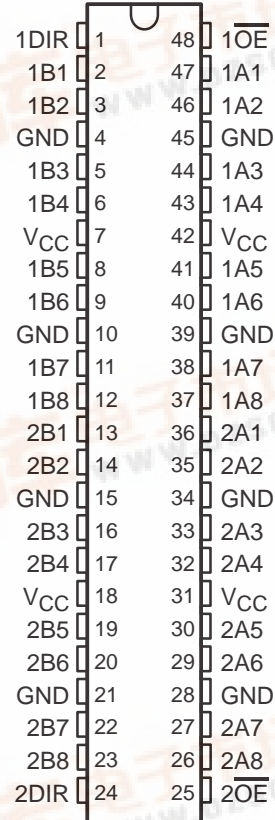 1DIR 1 48 1O̅E̅
1B1 2 47 1A1
1B2 3 46 1A2
GND 4 45 GND
1B3 5 44 1A3
1B4 6 43 1A4
VCC 7 42 VCC
1B5 8 41 1A5
1B6 9 40 1A6
GND 10 39 GND
1B7 11 38 1A7
1B8 12 37 1A8
2B1 13 36 2A1
2B2 14 35 2A2
GND 15 34 GND
2B3 16 33 2A3
2B4 17 32 2A4
VCC 18 31 VCC
2B5 19 30 2A5
2B6 20 29 2A6
GND 21 28 GND
2B7 22 27 2A7
2B8 23 26 2A8
2DIR 24 25 2O̅E̅